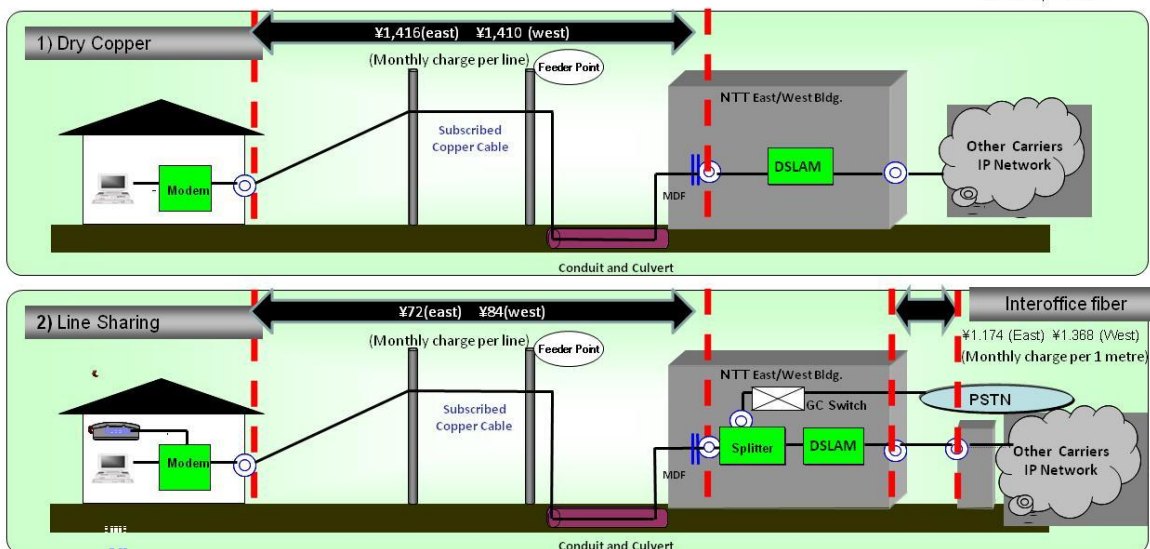 1) Dry Copper
¥1,416(east) ¥1,410 (west)
(Monthly charge per line)
Feeder Point
NTT East/West Bldg.
Subscribed
Copper Cable
Other Carriers
IP Network
Modem
DSLAM
MDF
Conduit and Culvert
2) Line Sharing
¥72(east) ¥84(west)
Interoffice fiber
¥1.174 (East) ¥1.368 (West)
(Monthly charge per 1 metre)
(Monthly charge per line)
Feeder Point
NTT East/West Bldg.
GC Switch
PSTN
Subscribed
Copper Cable
Modem
Splitter
DSLAM
Other Carriers
IP Network
MDF
Conduit and Culvert